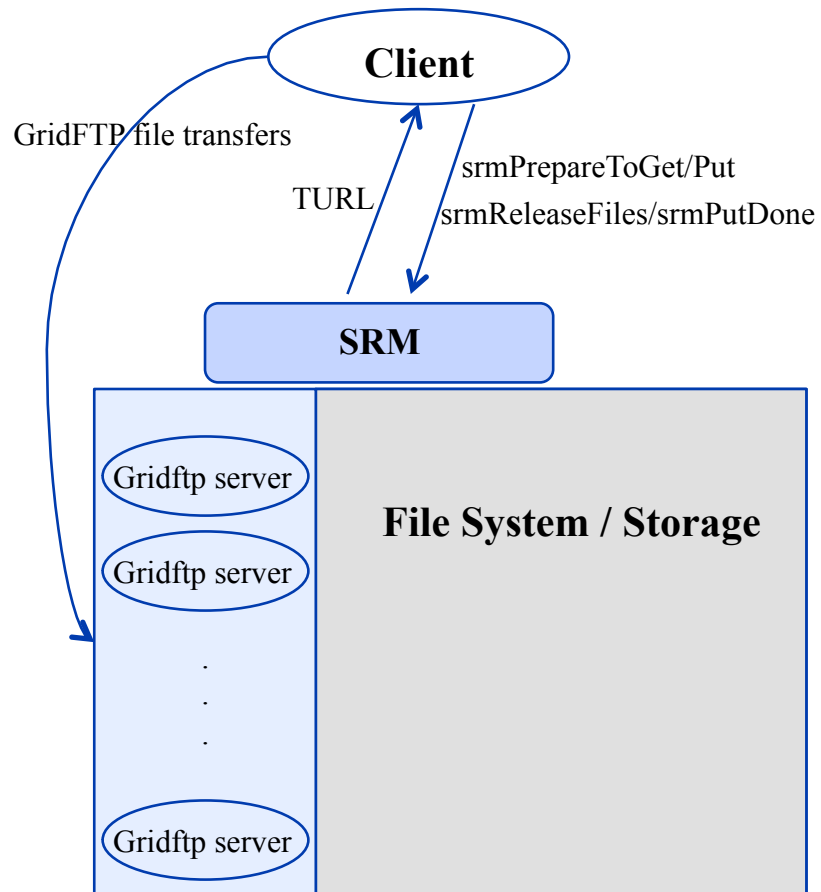 Client
GridFTP file transfers
srmPrepareToGet/Put
TURL
srmReleaseFiles/srmPutDone
SRM
Gridftp server
File System / Storage
Gridftp server
.
.
.
Gridftp server